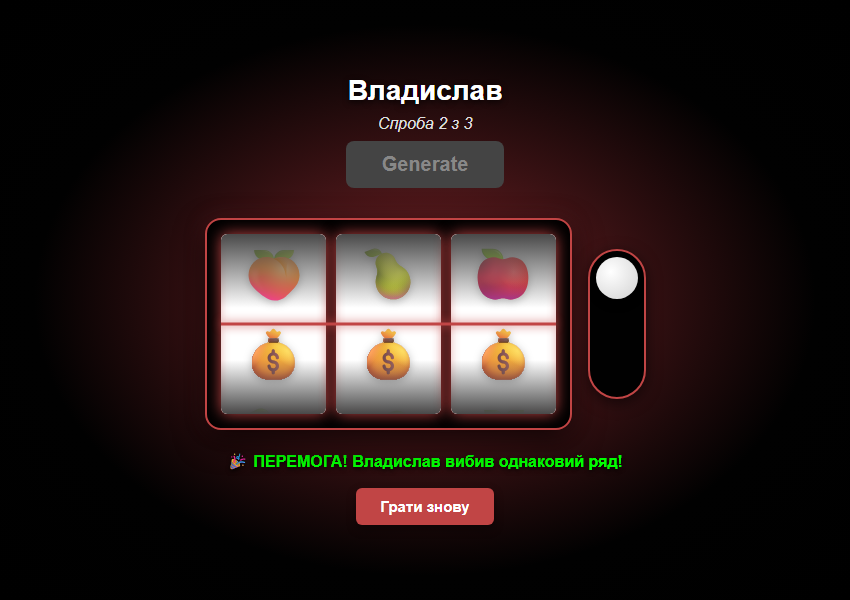 Владислав
Спроба 2 з 3
Generate
$ $ $
ПЕРЕМОГА! Владислав вибив однаковий ряд!
Грати знову